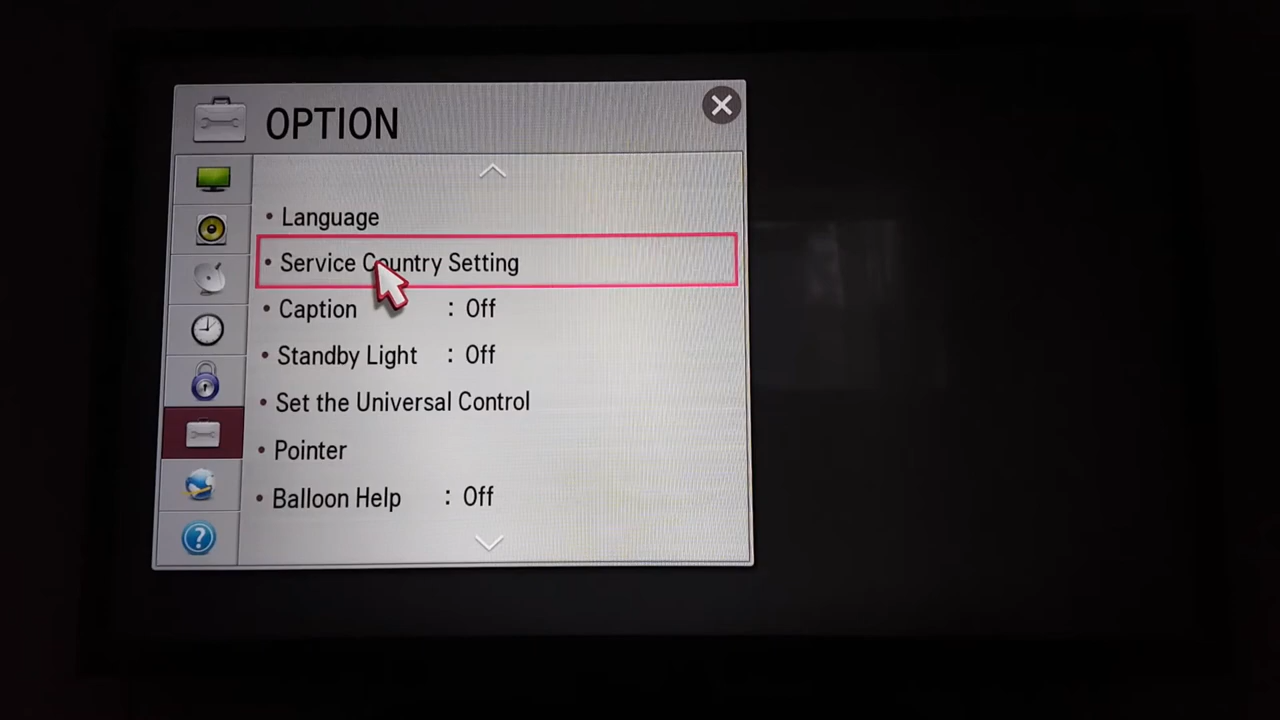 OPTION
• Language
• Service Country Setting
• Caption : Off
• Standby Light : Off
• Set the Universal Control
• Pointer
• Balloon Help : Off
?